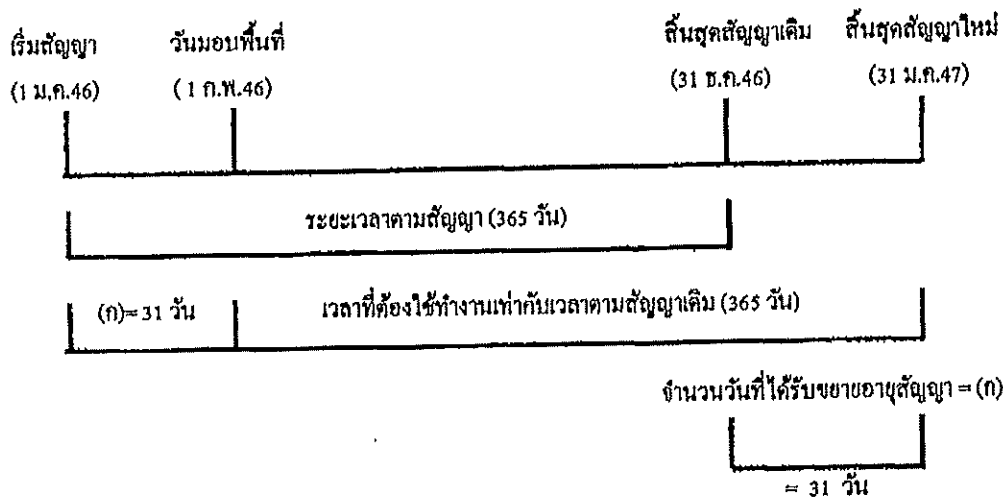 เริ่มสัญญา วันมอบพื้นที่ สิ้นสุดสัญญาเดิม สิ้นสุดสัญญาใหม่
(1 ม.ค.46) (1 ก.พ.46) (31 ธ.ค.46) (31 ม.ค.47)
ระยะเวลาตามสัญญา (365 วัน)
(ก)= 31 วัน เวลาที่ต้องใช้ทำงานเท่ากับเวลาตามสัญญาเดิม (365 วัน)
จำนวนวันที่ได้รับขยายอายุสัญญา = (ก)
= 31 วัน